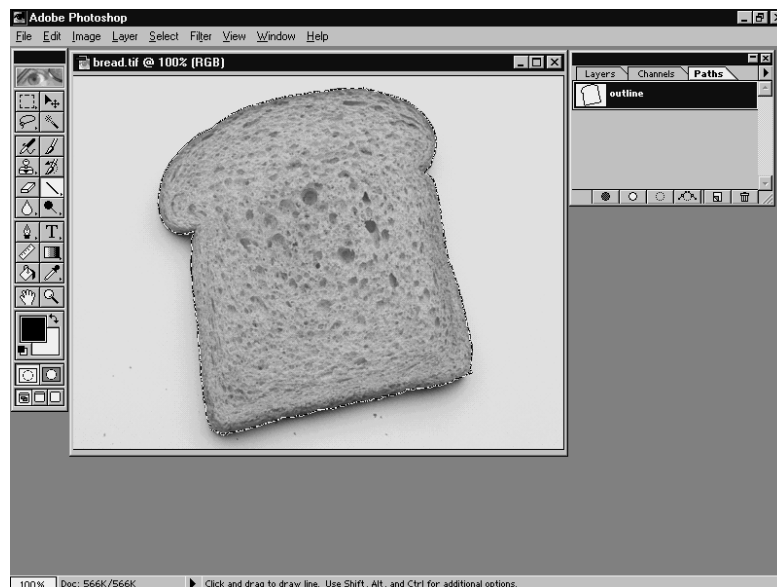 Adobe Photoshop
File Edit Image Layer Select Filter View Window Help
bread.tif @ 100% (RGB)
Layers Channels Paths
outline
T
100% Doc: 566K/566K Click and drag to draw line. Use Shift, Alt, and Ctrl for additional options.